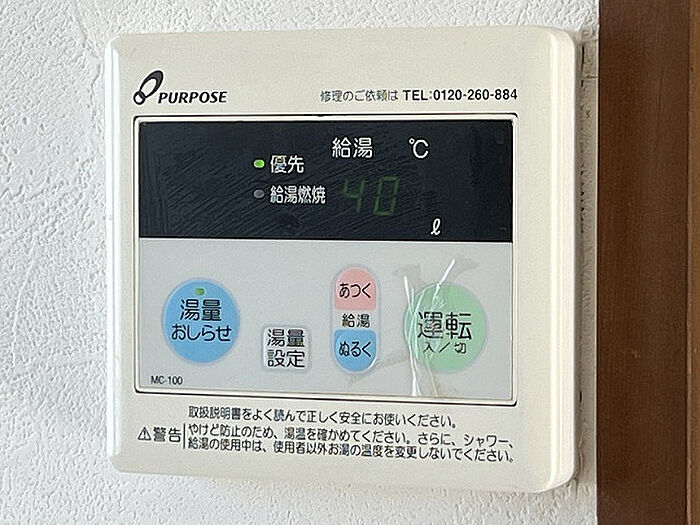 PURPOSE
修理のご依頼は TEL:0120-260-884
給湯 ℃
優先
給湯燃焼 40
ℓ
湯量
おしらせ
湯量
設定
あつく
給湯
ぬるく
運転
入/切
MC-100
取扱説明書をよく読んで正しく安全にお使いください。
⚠警告 やけど防止のため、湯温を確かめてください。さらに、シャワー、
給湯の使用中は、使用者以外お湯の温度を変更しないでください。